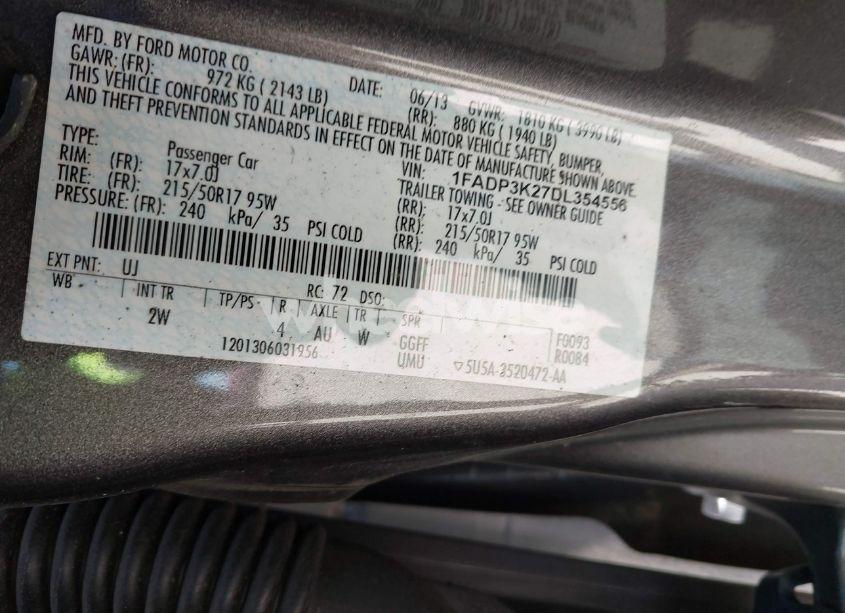 MFD. BY FORD MOTOR CO.
DATE: 06/13 GVWR: 1810 KG ( 3990 LB)
GAWR: (FR): 972 KG ( 2143 LB) (RR): 880 KG ( 1940 LB)
THIS VEHICLE CONFORMS TO ALL APPLICABLE FEDERAL MOTOR VEHICLE SAFETY, BUMPER,
AND THEFT PREVENTION STANDARDS IN EFFECT ON THE DATE OF MANUFACTURE SHOWN ABOVE.
VIN: 1FADP3K27DL354556
TYPE: Passenger Car TRAILER TOWING - SEE OWNER GUIDE
RIM: (FR): 17x7.0J (RR): 17x7.0J
TIRE: (FR): 215/50R17 95W (RR): 215/50R17 95W
PRESSURE: (FR): 240 kPa/ 35 PSI COLD (RR): 240 kPa/ 35 PSI COLD
EXT PNT: UJ RC: 72 DSO:
WB INT TR TP/PS R AXLE TR SPR
2W 4 AU W GGFF F0093
1201306031956 UMU ▽5U5A-3520472-AA R0084